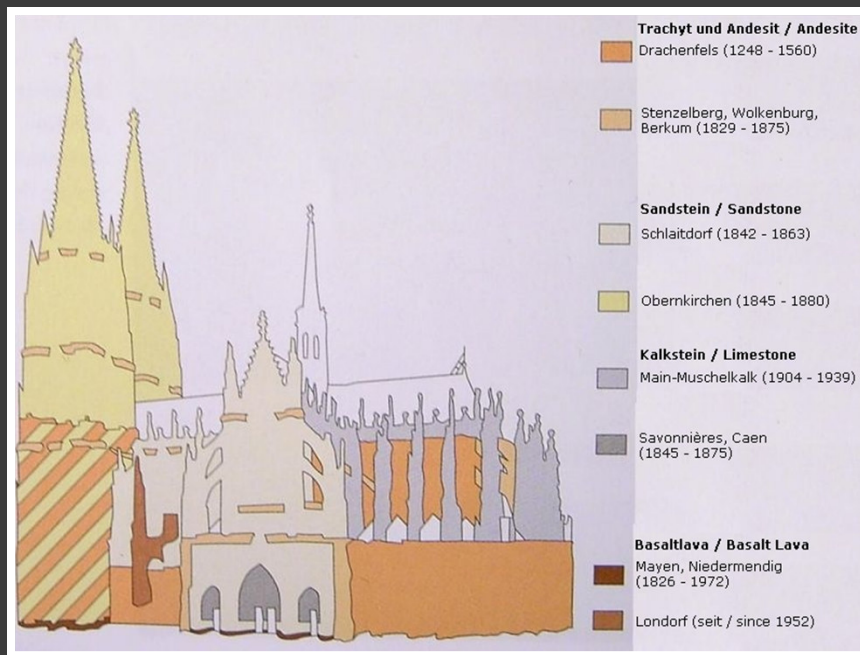 Trachyt und Andesit / Andesite
Drachenfels (1248 - 1560)
Stenzelberg, Wolkenburg,
Berkum (1829 - 1875)
Sandstein / Sandstone
Schlaitdorf (1842 - 1863)
Obernkirchen (1845 - 1880)
Kalkstein / Limestone
Main-Muschelkalk (1904 - 1939)
Savonnières, Caen
(1845 - 1875)
Basaltlava / Basalt Lava
Mayen, Niedermendig
(1826 - 1972)
Londorf (seit / since 1952)